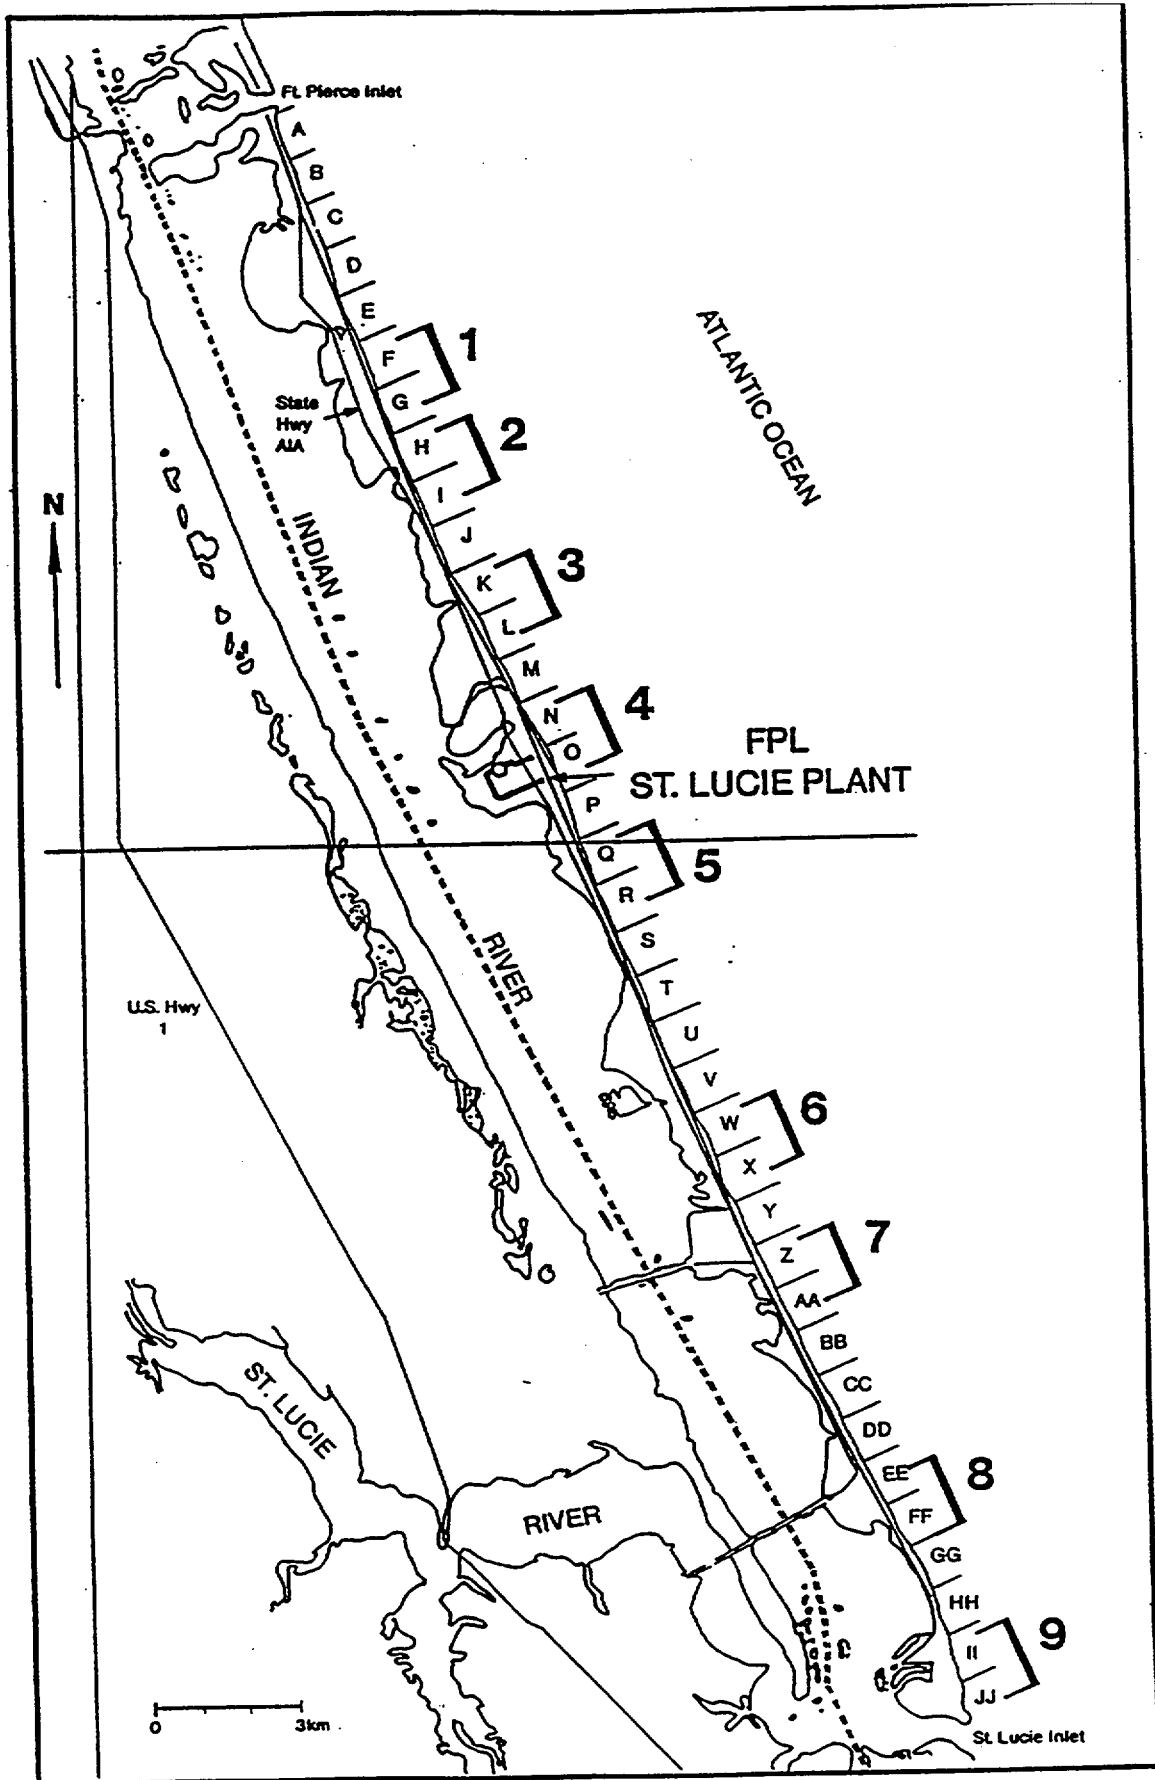 Ft. Pierce Inlet
A
B
C
D
E
F
1
G
State
Hwy
A1A
H
2
I
J
N
INDIAN
ATLANTIC OCEAN
K
3
L
M
N
4
O
FPL
ST. LUCIE PLANT
P
Q
5
R
S
RIVER
T
U.S. Hwy
1
U
V
W
6
X
Y
Z
7
AA
BB
CC
DD
ST. LUCIE
EE
8
FF
RIVER
GG
HH
II
9
JJ
0
3km
St. Lucie Inlet